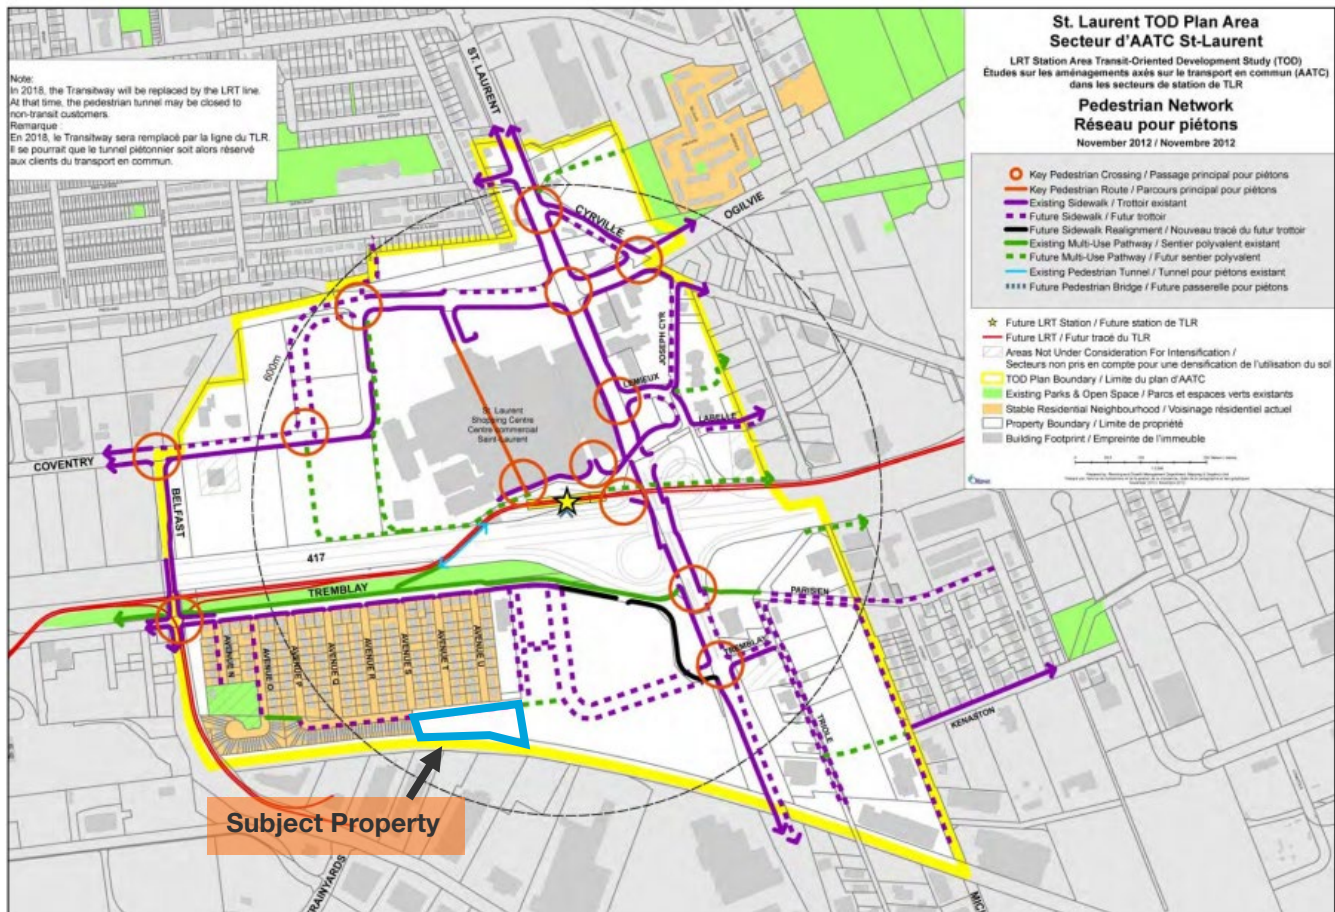 St. Laurent TOD Plan Area
Secteur d'AATC St-Laurent
LRT Station Area Transit-Oriented Development Study (TOD)
Études sur les aménagements axés sur le transport en commun (AATC)
dans les secteurs de station de TLR
Pedestrian Network
Réseau pour piétons
November 2012 / Novembre 2012
Key Pedestrian Crossing / Passage principal pour piétons
Key Pedestrian Route / Parcours principal pour piétons
Existing Sidewalk / Trottoir existant
Future Sidewalk / Futur trottoir
Future Sidewalk Realignment / Nouveau tracé du futur trottoir
Existing Multi-Use Pathway / Sentier polyvalent existant
Future Multi-Use Pathway / Futur sentier polyvalent
Existing Pedestrian Tunnel / Tunnel pour piétons existant
Future Pedestrian Bridge / Future passerelle pour piétons
Future LRT Station / Future station de TLR
Future LRT / Futur tracé du TLR
Areas Not Under Consideration For Intensification /
Secteurs non pris en compte pour une densification de l'utilisation du sol
TOD Plan Boundary / Limite du plan d'AATC
Existing Parks & Open Space / Parcs et espaces verts existants
Stable Residential Neighbourhood / Voisinage résidentiel actuel
Property Boundary / Limite de propriété
Building Footprint / Empreinte de l'immeuble
Note:
In 2018, the Transitway will be replaced by the LRT line.
At that time, the pedestrian tunnel may be closed to
non-transit customers.
Remarque :
En 2018, le Transitway sera remplacé par la ligne du TLR.
Il se pourrait que le tunnel piétonnier soit alors réservé
aux clients du transport en commun.
ST. LAURENT
CYRVILLE
OGILVIE
600m
JOSEPH CYR
LEMIEUX
LABELLE
St. Laurent
Shopping Centre
Centre commercial
Saint-Laurent
COVENTRY
BELFAST
417
TREMBLAY
PARISIEN
TREMBLAY
AVENUE N
AVENUE O
AVENUE P
AVENUE Q
AVENUE R
AVENUE S
AVENUE T
AVENUE U
TRIOLE
KENASTON
Subject Property
TRAINYARDS